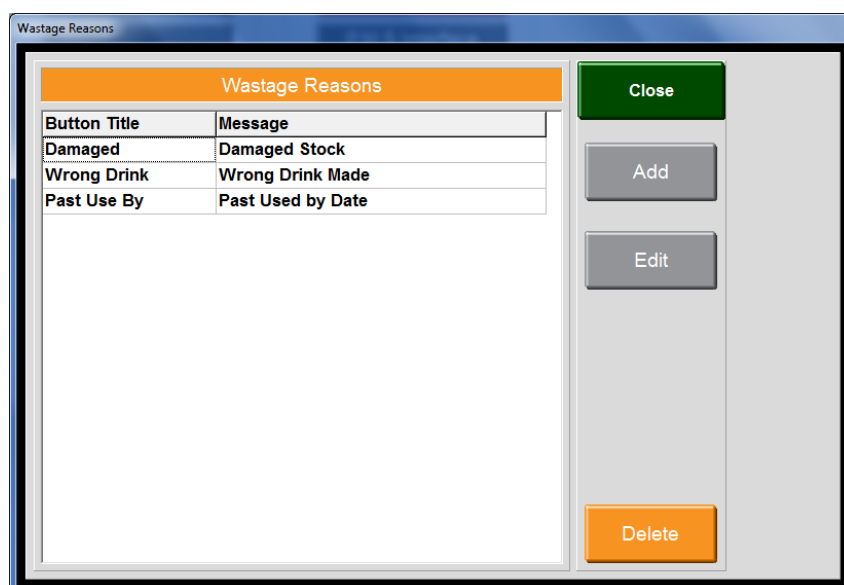 Wastage Reasons
Wastage Reasons
Close
Button Title Message
Damaged Damaged Stock
Wrong Drink Wrong Drink Made
Past Use By Past Used by Date
Add
Edit
Delete